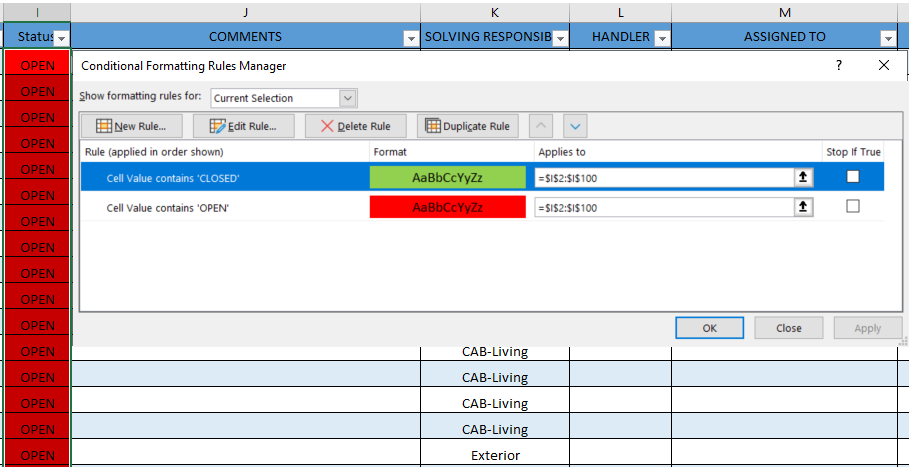 I J K L M
Status COMMENTS SOLVING RESPONSIB HANDLER ASSIGNED TO
OPEN
Conditional Formatting Rules Manager ? ×
OPEN
Show formatting rules for: Current Selection
OPEN
New Rule... Edit Rule... Delete Rule Duplicate Rule
OPEN
Rule (applied in order shown) Format Applies to Stop If True
OPEN
Cell Value contains 'CLOSED' AaBbCcYyZz =$I$2:$I$100
OPEN
Cell Value contains 'OPEN' AaBbCcYyZz =$I$2:$I$100
OPEN
OPEN
OPEN
OPEN
OPEN
OK Close Apply
OPEN CAB-Living
OPEN CAB-Living
OPEN CAB-Living
OPEN CAB-Living
OPEN Exterior